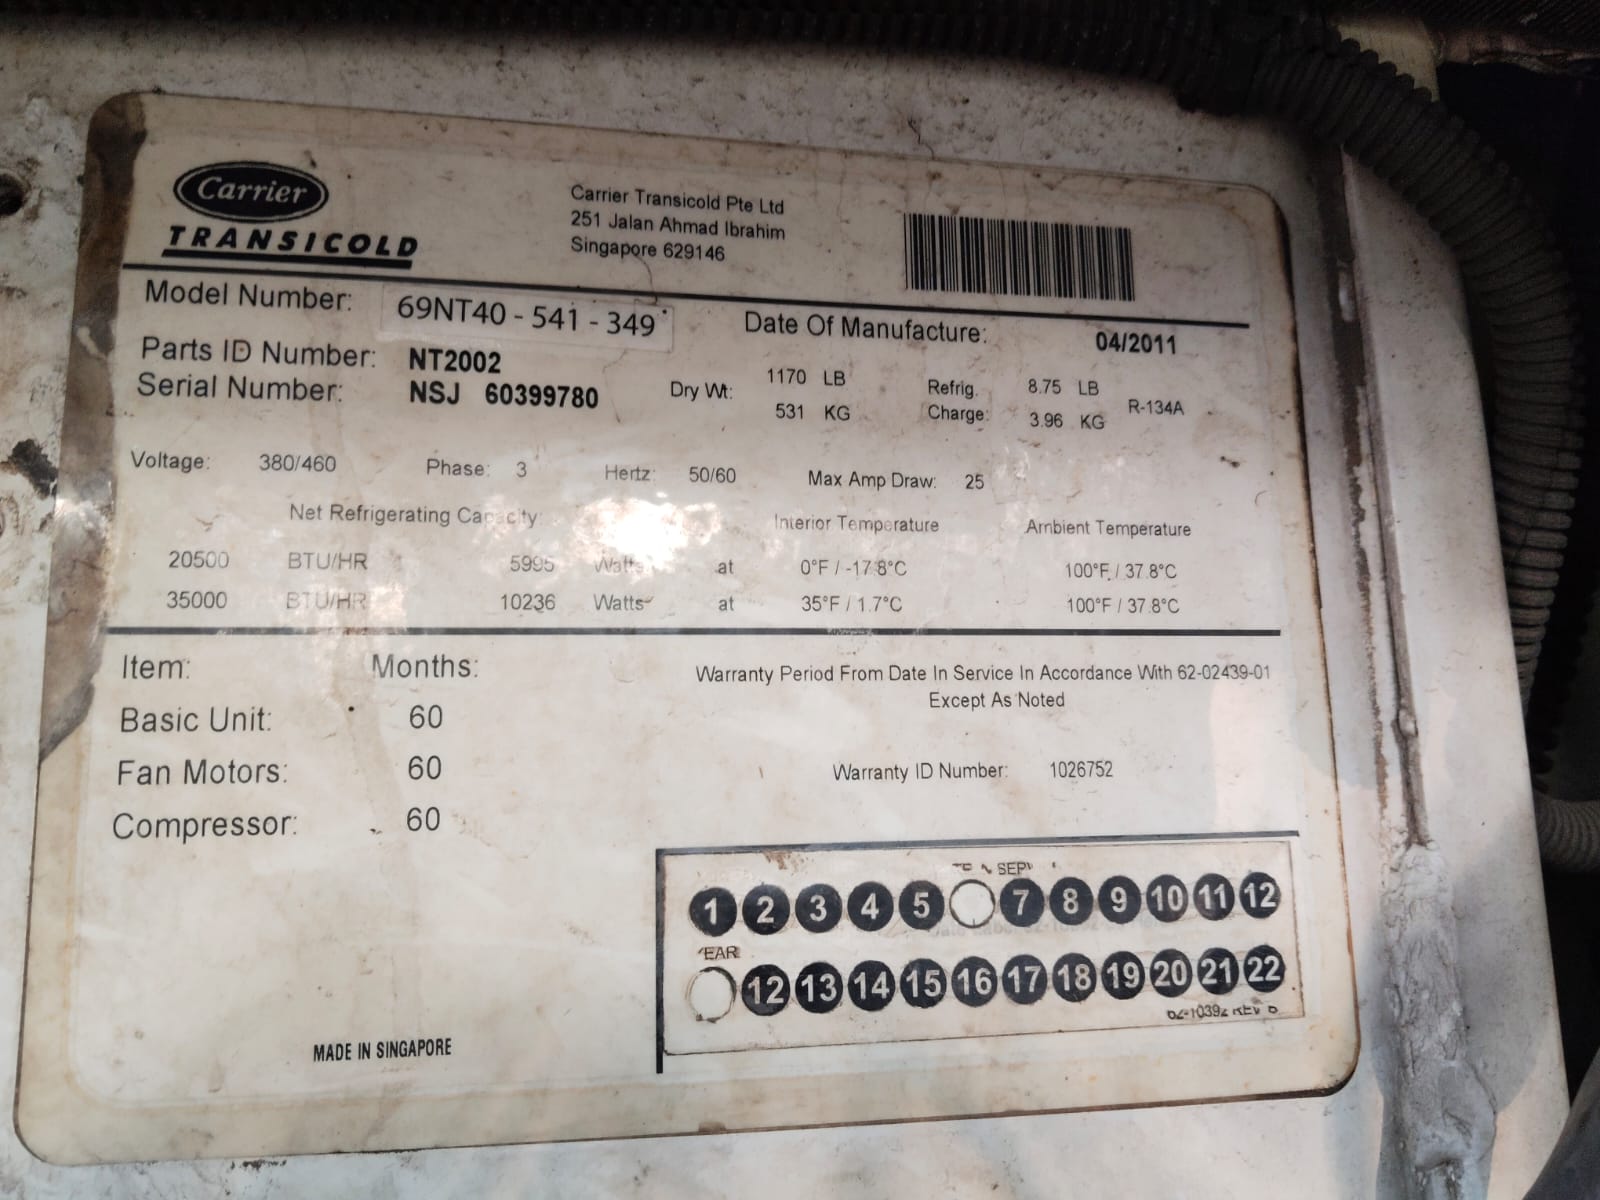 Carrier
TRANSICOLD
Carrier Transicold Pte Ltd
251 Jalan Ahmad Ibrahim
Singapore 629146
Model Number: 69NT40 - 541 - 349
Date Of Manufacture: 04/2011
Parts ID Number: NT2002
Serial Number: NSJ 60399780
Dry Wt: 1170 LB
531 KG
Refrig. Charge: 8.75 LB
3.96 KG
R-134A
Voltage: 380/460 Phase: 3 Hertz: 50/60 Max Amp Draw: 25
Net Refrigerating Capacity: Interior Temperature Ambient Temperature
20500 BTU/HR 5995 Watts at 0°F / -17.8°C 100°F / 37.8°C
35000 BTU/HR 10236 Watts at 35°F / 1.7°C 100°F / 37.8°C
Item: Months:
Basic Unit: 60
Fan Motors: 60
Compressor: 60
Warranty Period From Date In Service In Accordance With 62-02439-01
Except As Noted
Warranty ID Number: 1026752
1 2 3 4 5 7 8 9 10 11 12
12 13 14 15 16 17 18 19 20 21 22
MADE IN SINGAPORE